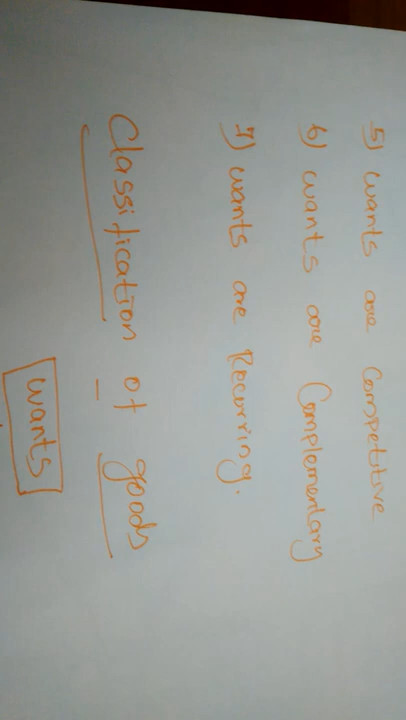 5) wants are Competitive
6) wants are Complementary
7) wants are Recurring.
Classification of goods
wants